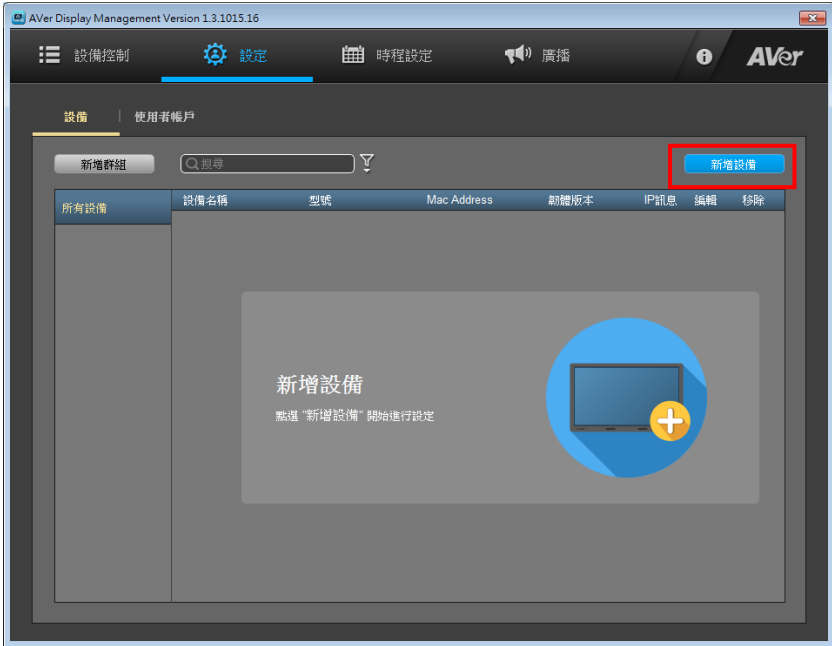 AVer Display Management Version 1.3.1015.16
設備控制 設定 時程設定 廣播 AVer
設備 使用者帳戶
新增群組 搜尋 新增設備
所有設備 設備名稱 型號 Mac Address 韌體版本 IP訊息 編輯 移除
新增設備
點選 "新增設備" 開始進行設定